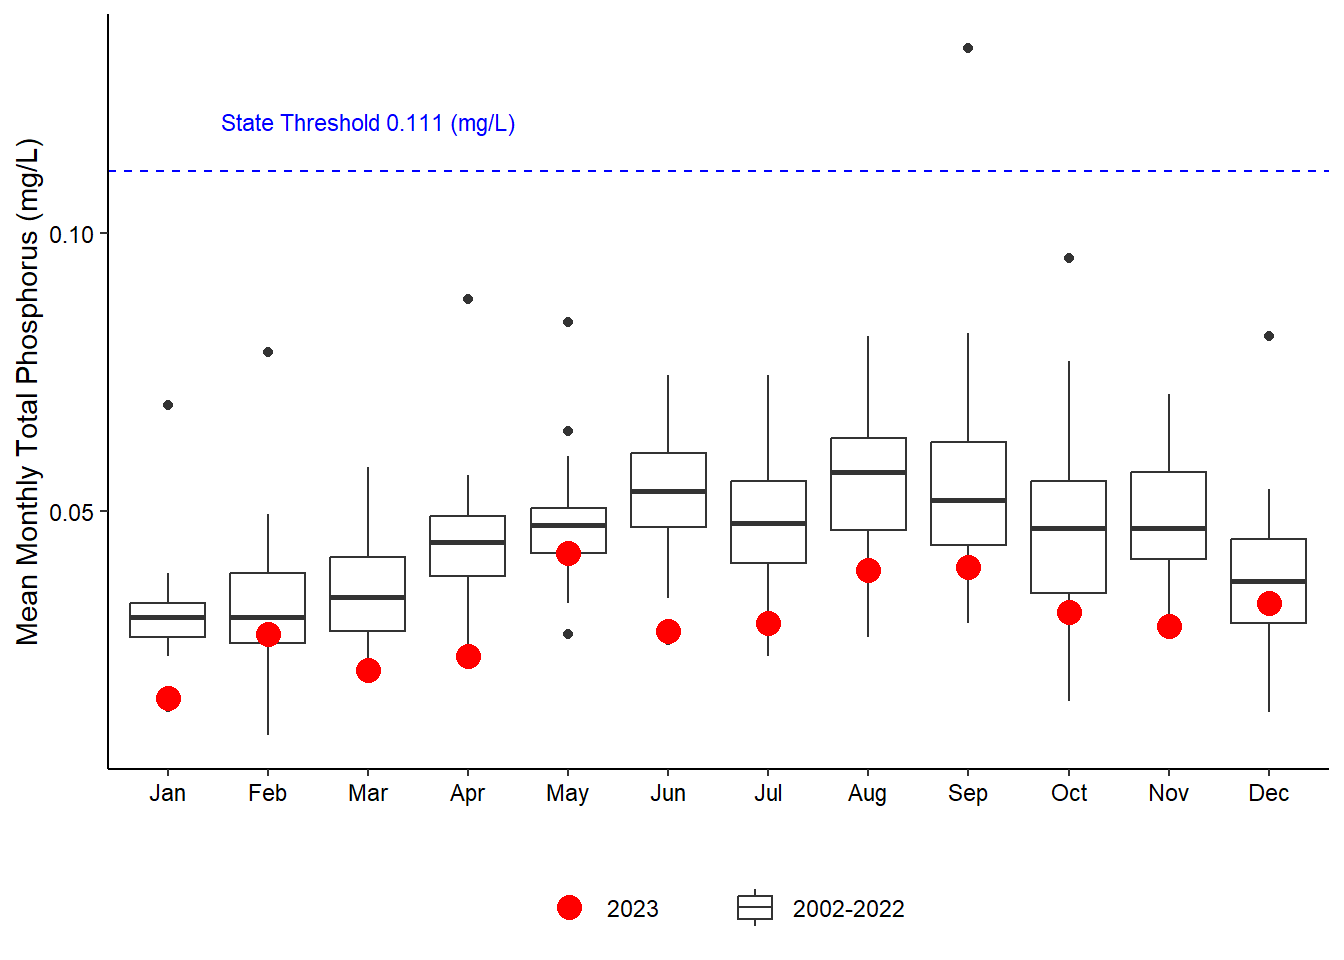 State Threshold 0.111 (mg/L)
Mean Monthly Total Phosphorus (mg/L)
0.10
0.05
Jan Feb Mar Apr May Jun Jul Aug Sep Oct Nov Dec
2023 2002-2022